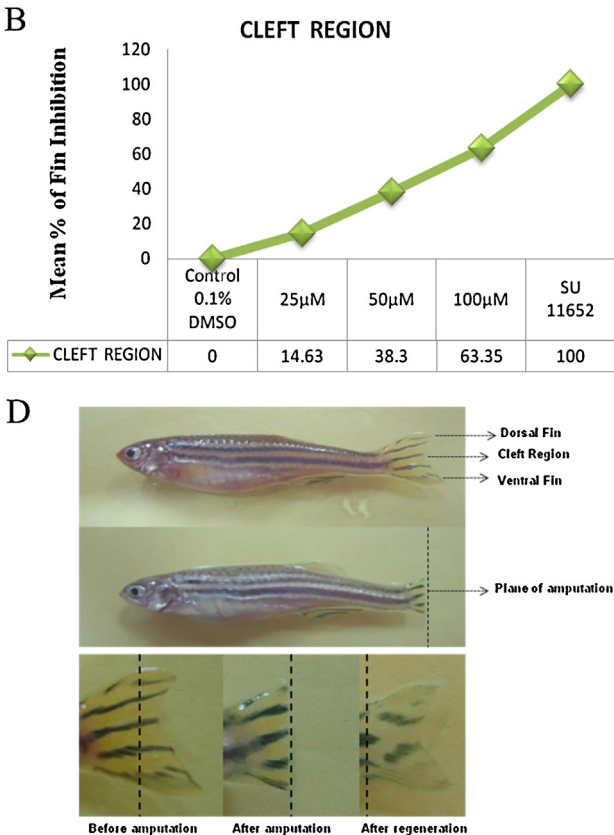 B
CLEFT REGION
Mean % of Fin Inhibition
120
100
80
60
40
20
0
Control 0.1% DMSO 25µM 50µM 100µM SU 11652
CLEFT REGION 0 14.63 38.3 63.35 100
D
Dorsal Fin
Cleft Region
Ventral Fin
Plane of amputation
Before amputation After amputation After regeneration